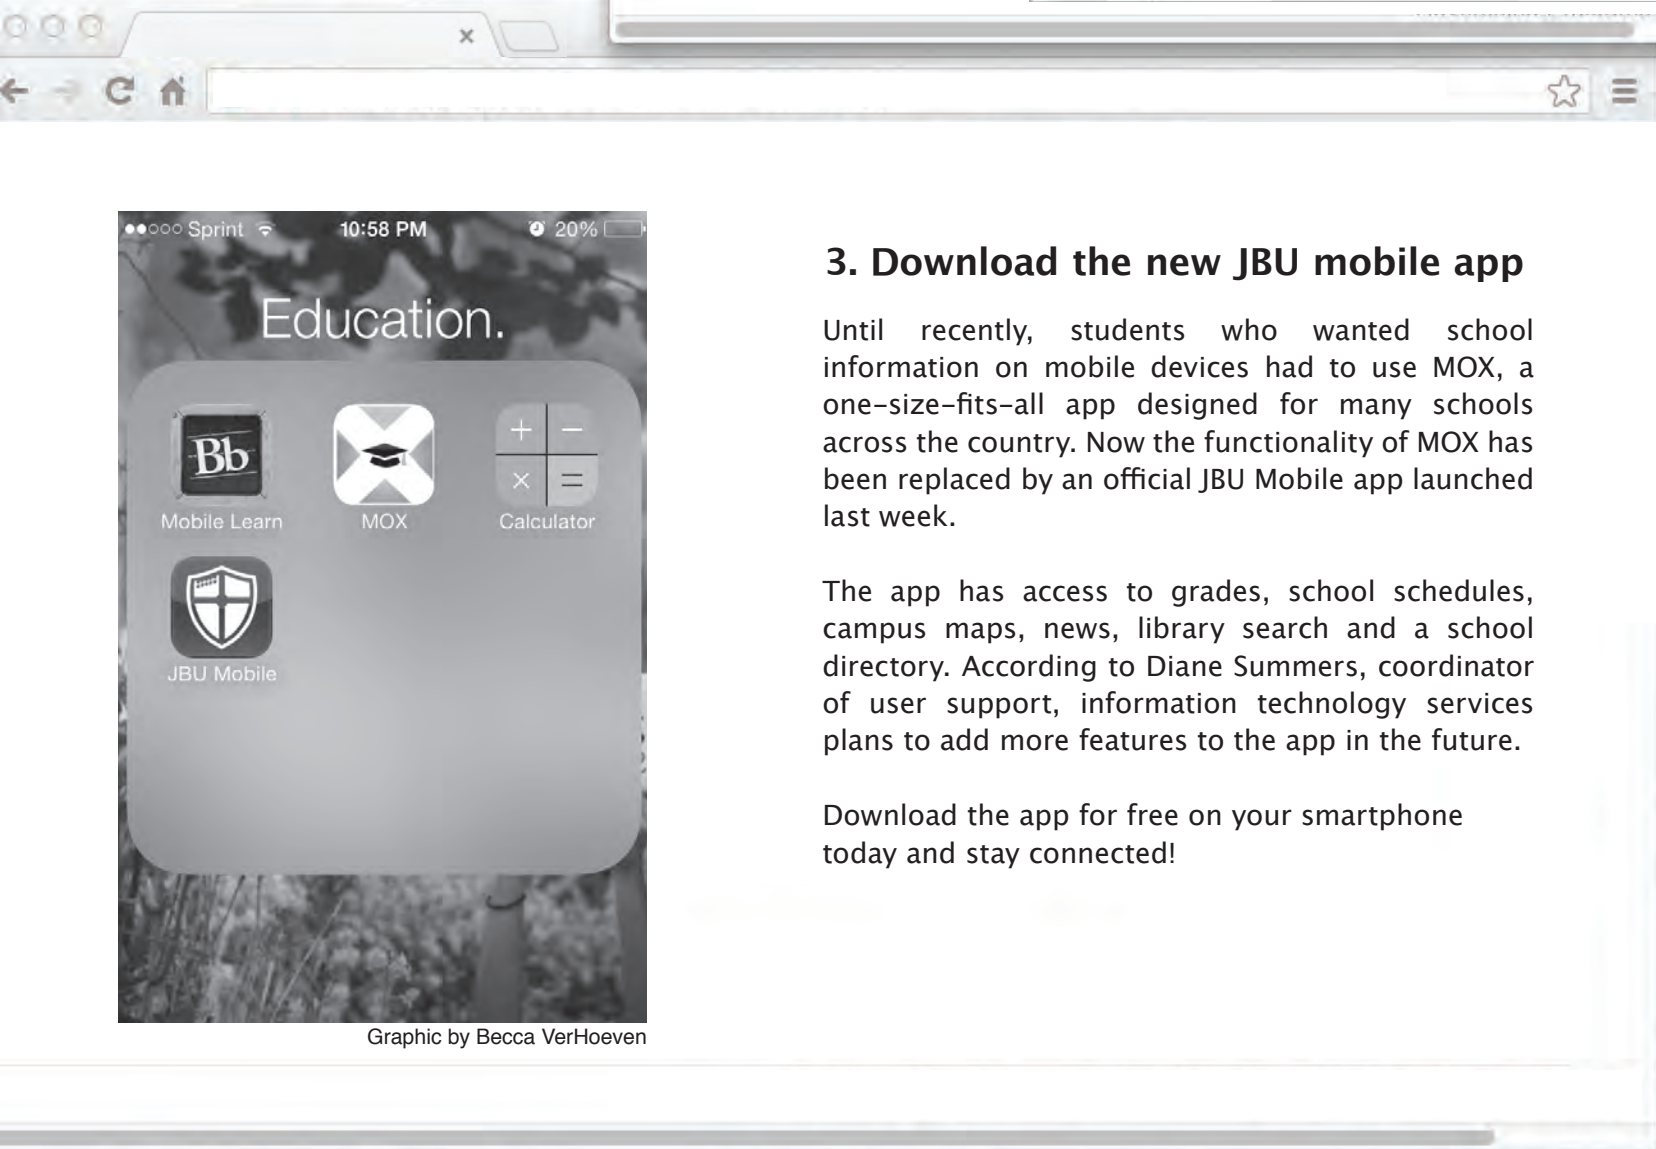 Sprint 10:58 PM 20%
Education.
Bb
Mobile Learn MOX Calculator
JBU Mobile
Graphic by Becca VerHoeven
3. Download the new JBU mobile app
Until recently, students who wanted school
information on mobile devices had to use MOX, a
one-size-fits-all app designed for many schools
across the country. Now the functionality of MOX has
been replaced by an official JBU Mobile app launched
last week.
The app has access to grades, school schedules,
campus maps, news, library search and a school
directory. According to Diane Summers, coordinator
of user support, information technology services
plans to add more features to the app in the future.
Download the app for free on your smartphone
today and stay connected!